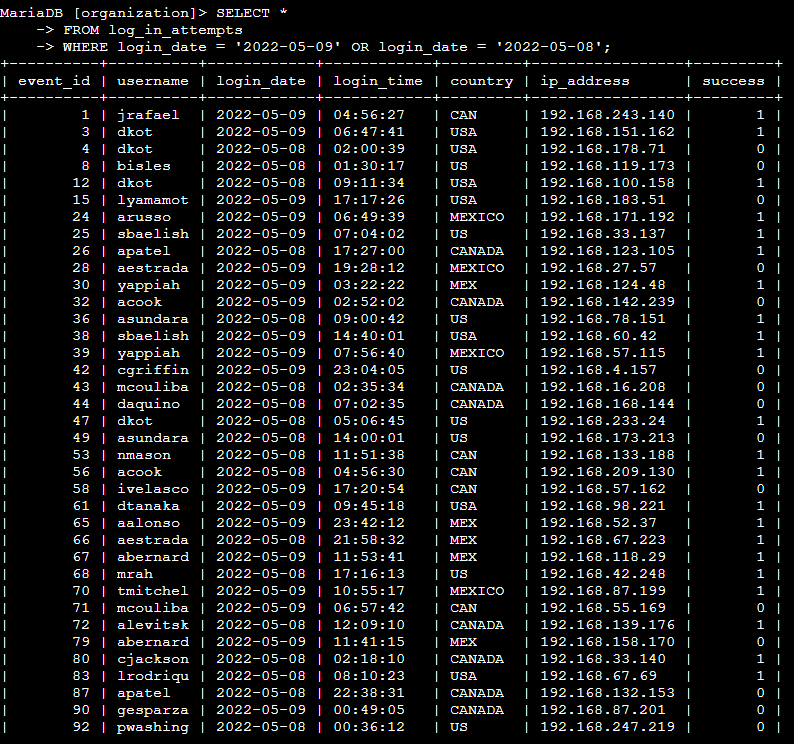 MariaDB [organization]> SELECT *
    -> FROM log_in_attempts
    -> WHERE login_date = '2022-05-09' OR login_date = '2022-05-08';
+----------+----------+------------+------------+---------+-----------------+---------+
| event_id | username | login_date | login_time | country | ip_address      | success |
+----------+----------+------------+------------+---------+-----------------+---------+
|        1 | jrafael  | 2022-05-09 | 04:56:27   | CAN     | 192.168.243.140 |       1 |
|        3 | dkot     | 2022-05-09 | 06:47:41   | USA     | 192.168.151.162 |       1 |
|        4 | dkot     | 2022-05-08 | 02:00:39   | USA     | 192.168.178.71  |       0 |
|        8 | bisles   | 2022-05-08 | 01:30:17   | US      | 192.168.119.173 |       0 |
|       12 | dkot     | 2022-05-08 | 09:11:34   | USA     | 192.168.100.158 |       1 |
|       15 | lyamamot | 2022-05-09 | 17:17:26   | USA     | 192.168.183.51  |       0 |
|       24 | arusso   | 2022-05-09 | 06:49:39   | MEXICO  | 192.168.171.192 |       1 |
|       25 | sbaelish | 2022-05-09 | 07:04:02   | US      | 192.168.33.137  |       1 |
|       26 | apatel   | 2022-05-08 | 17:27:00   | CANADA  | 192.168.123.105 |       1 |
|       28 | aestrada | 2022-05-09 | 19:28:12   | MEXICO  | 192.168.27.57   |       0 |
|       30 | yappiah  | 2022-05-09 | 03:22:22   | MEX     | 192.168.124.48  |       1 |
|       32 | acook    | 2022-05-09 | 02:52:02   | CANADA  | 192.168.142.239 |       0 |
|       36 | asundara | 2022-05-08 | 09:00:42   | US      | 192.168.78.151  |       1 |
|       38 | sbaelish | 2022-05-09 | 14:40:01   | USA     | 192.168.60.42   |       1 |
|       39 | yappiah  | 2022-05-09 | 07:56:40   | MEXICO  | 192.168.57.115  |       1 |
|       42 | cgriffin | 2022-05-09 | 23:04:05   | US      | 192.168.4.157   |       0 |
|       43 | mcouliba | 2022-05-08 | 02:35:34   | CANADA  | 192.168.16.208  |       0 |
|       44 | daquino  | 2022-05-08 | 07:02:35   | CANADA  | 192.168.168.144 |       0 |
|       47 | dkot     | 2022-05-08 | 05:06:45   | US      | 192.168.233.24  |       1 |
|       49 | asundara | 2022-05-08 | 14:00:01   | US      | 192.168.173.213 |       0 |
|       53 | nmason   | 2022-05-08 | 11:51:38   | CAN     | 192.168.133.188 |       1 |
|       56 | acook    | 2022-05-08 | 04:56:30   | CAN     | 192.168.209.130 |       1 |
|       58 | ivelasco | 2022-05-09 | 17:20:54   | CAN     | 192.168.57.162  |       0 |
|       61 | dtanaka  | 2022-05-09 | 09:45:18   | USA     | 192.168.98.221  |       1 |
|       65 | aalonso  | 2022-05-09 | 23:42:12   | MEX     | 192.168.52.37   |       1 |
|       66 | aestrada | 2022-05-08 | 21:58:32   | MEX     | 192.168.67.223  |       1 |
|       67 | abernard | 2022-05-09 | 11:53:41   | MEX     | 192.168.118.29  |       1 |
|       68 | mrah     | 2022-05-08 | 17:16:13   | US      | 192.168.42.248  |       1 |
|       70 | tmitchel | 2022-05-09 | 10:55:17   | MEXICO  | 192.168.87.199  |       1 |
|       71 | mcouliba | 2022-05-09 | 06:57:42   | CAN     | 192.168.55.169  |       0 |
|       72 | alevitsk | 2022-05-08 | 12:09:10   | CANADA  | 192.168.139.176 |       1 |
|       79 | abernard | 2022-05-09 | 11:41:15   | MEX     | 192.168.158.170 |       0 |
|       80 | cjackson | 2022-05-08 | 02:18:10   | CANADA  | 192.168.33.140  |       1 |
|       83 | lrodriqu | 2022-05-08 | 08:10:23   | USA     | 192.168.67.69   |       1 |
|       87 | apatel   | 2022-05-08 | 22:38:31   | CANADA  | 192.168.132.153 |       0 |
|       90 | gesparza | 2022-05-09 | 00:49:05   | CANADA  | 192.168.87.201  |       0 |
|       92 | pwashing | 2022-05-08 | 00:36:12   | US      | 192.168.247.219 |       0 |